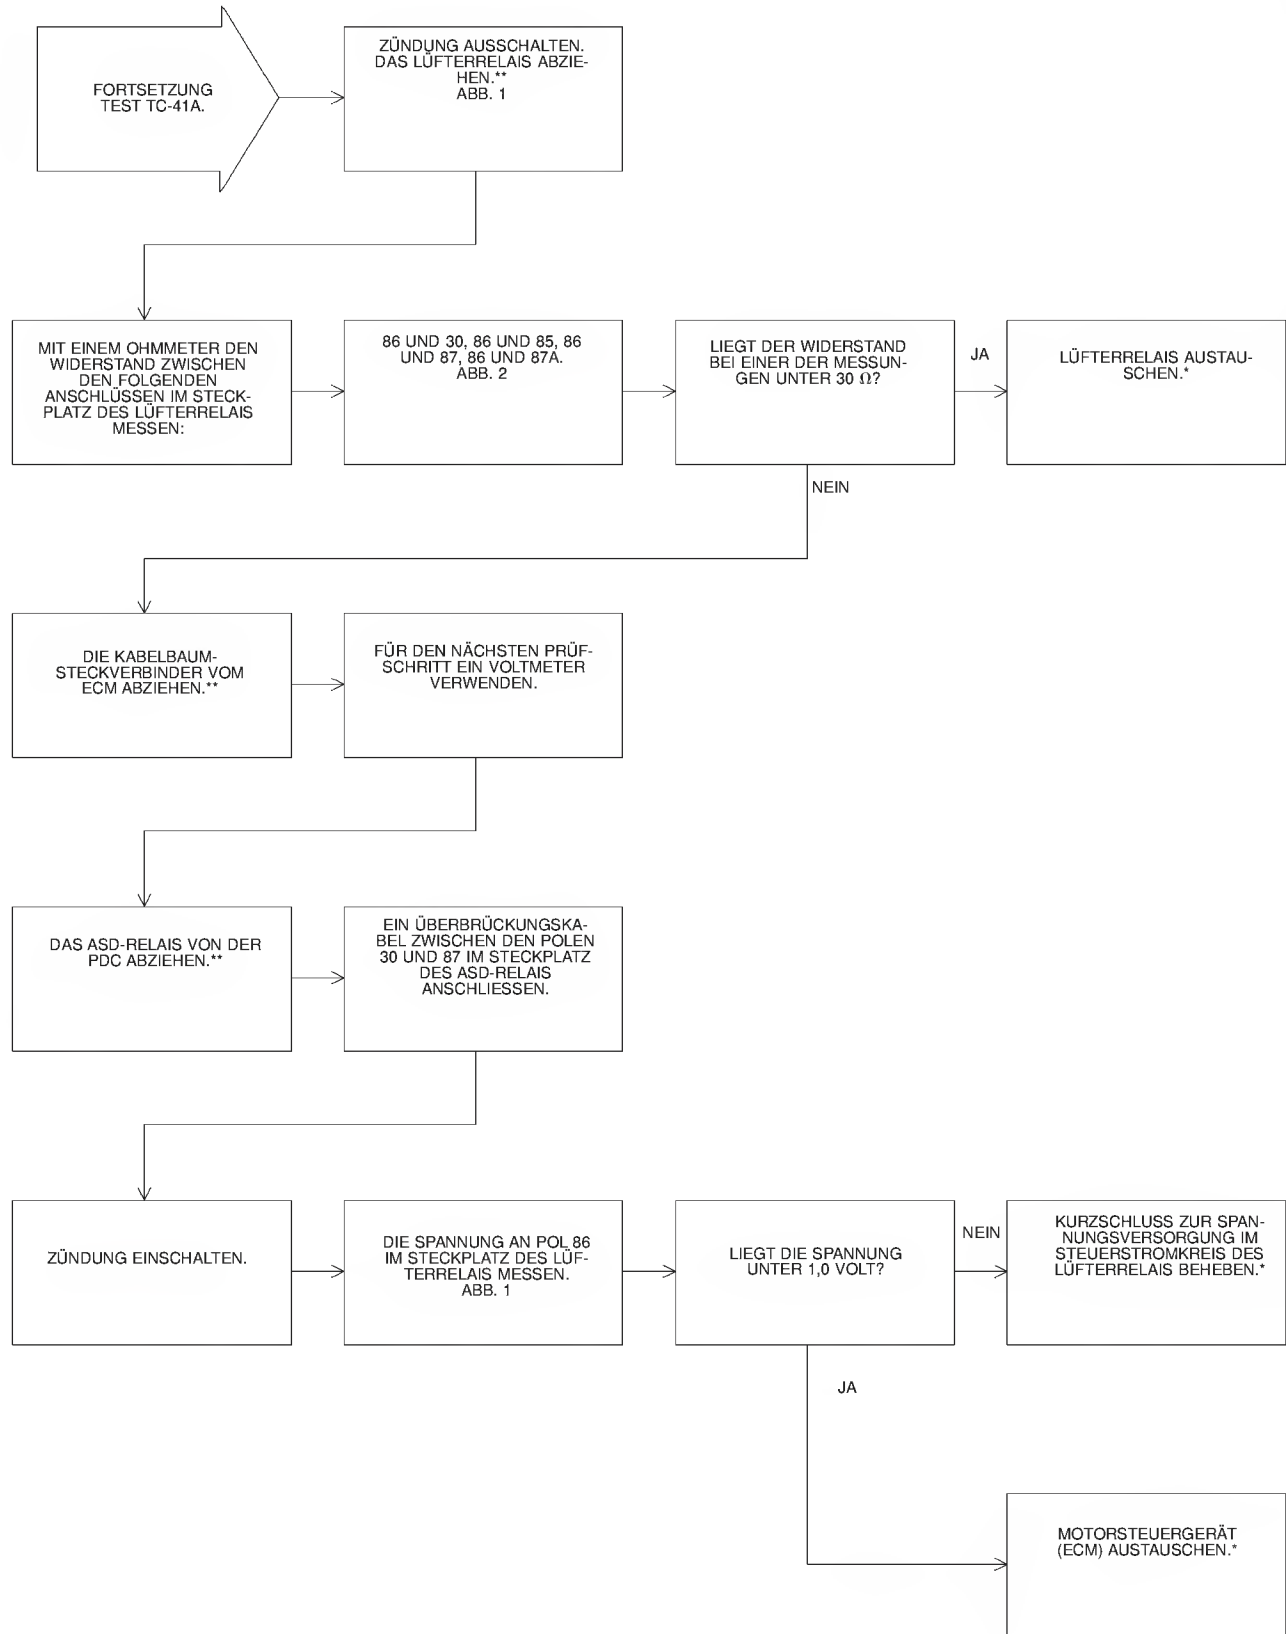 FORTSETZUNG
TEST TC-41A.
ZÜNDUNG AUSSCHALTEN.
DAS LÜFTERRELAIS ABZIE-
HEN.**
ABB. 1
MIT EINEM OHMMETER DEN
WIDERSTAND ZWISCHEN
DEN FOLGENDEN
ANSCHLÜSSEN IM STECK-
PLATZ DES LÜFTERRELAIS
MESSEN:
86 UND 30, 86 UND 85, 86
UND 87, 86 UND 87A.
ABB. 2
LIEGT DER WIDERSTAND
BEI EINER DER MESSUN-
GEN UNTER 30 Ω?
JA
LÜFTERRELAIS AUSTAU-
SCHEN.*
NEIN
DIE KABELBAUM-
STECKVERBINDER VOM
ECM ABZIEHEN.**
FÜR DEN NÄCHSTEN PRÜF-
SCHRITT EIN VOLTMETER
VERWENDEN.
DAS ASD-RELAIS VON DER
PDC ABZIEHEN.**
EIN ÜBERBRÜCKUNGSKA-
BEL ZWISCHEN DEN POLEN
30 UND 87 IM STECKPLATZ
DES ASD-RELAIS
ANSCHLIESSEN.
ZÜNDUNG EINSCHALTEN.
DIE SPANNUNG AN POL 86
IM STECKPLATZ DES LÜF-
TERRELAIS MESSEN.
ABB. 1
LIEGT DIE SPANNUNG
UNTER 1,0 VOLT?
NEIN
KURZSCHLUSS ZUR SPAN-
NUNGSVERSORGUNG IM
STEUERSTROMKREIS DES
LÜFTERRELAIS BEHEBEN.*
JA
MOTORSTEUERGERÄT
(ECM) AUSTAUSCHEN.*